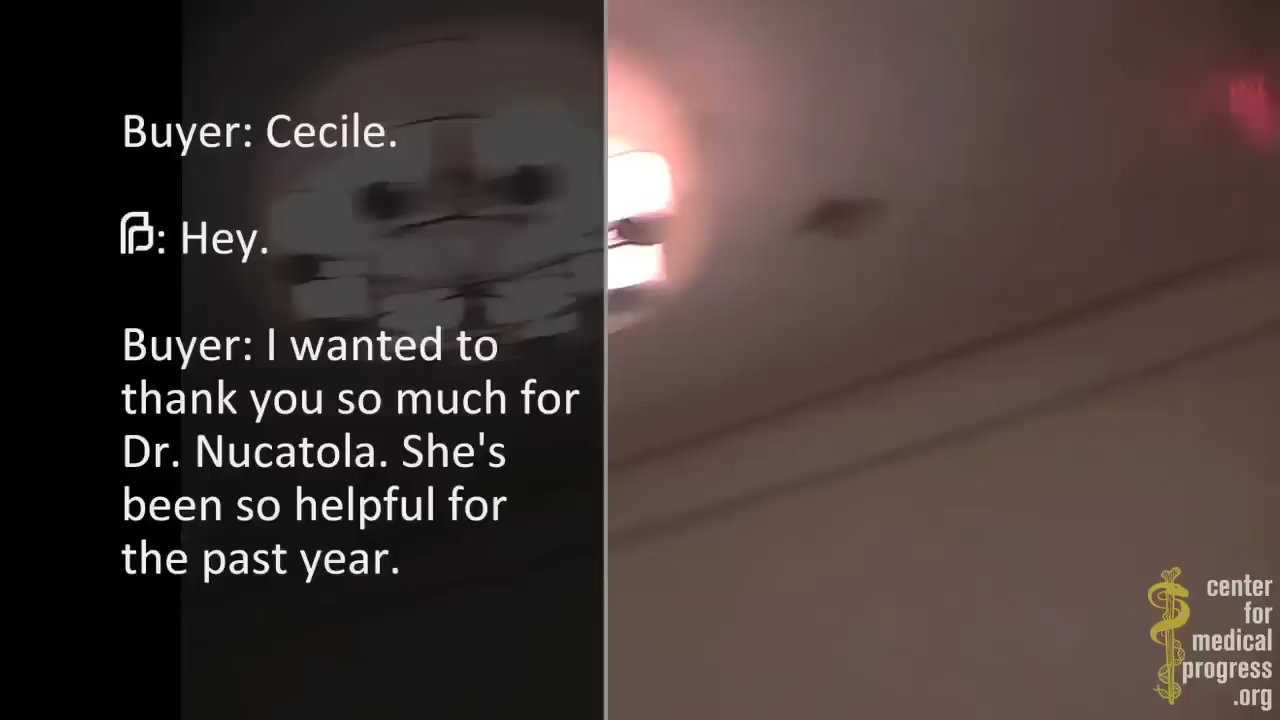 Buyer: Cecile.
: Hey.
Buyer: I wanted to
thank you so much for
Dr. Nucatola. She's
been so helpful for
the past year.
center
for
medical
progress
.org